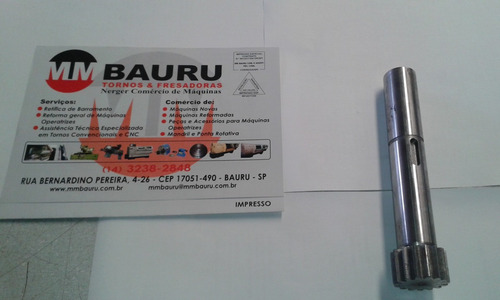 MM BAURU
TORNOS & FRESADORAS
Nerger Comércio de Máquinas
Serviços:
Retífica de Barramento
Reforma geral de Máquinas
Operatrizes
Assistência Técnica Especializada
em Tornos Convencionais e CNC
Comércio de:
Máquinas Novas
Máquinas Reformadas
Peças e Acessórios para Máquinas
Operatrizes
Mandril e Ponta Rotativa
(14) 3238-2848
RUA BERNARDINO PEREIRA, 4-26 - CEP 17051-490 - BAURU - SP
www.mmbauru.com.br mmbauru@mmbauru.com.br
IMPRESSO